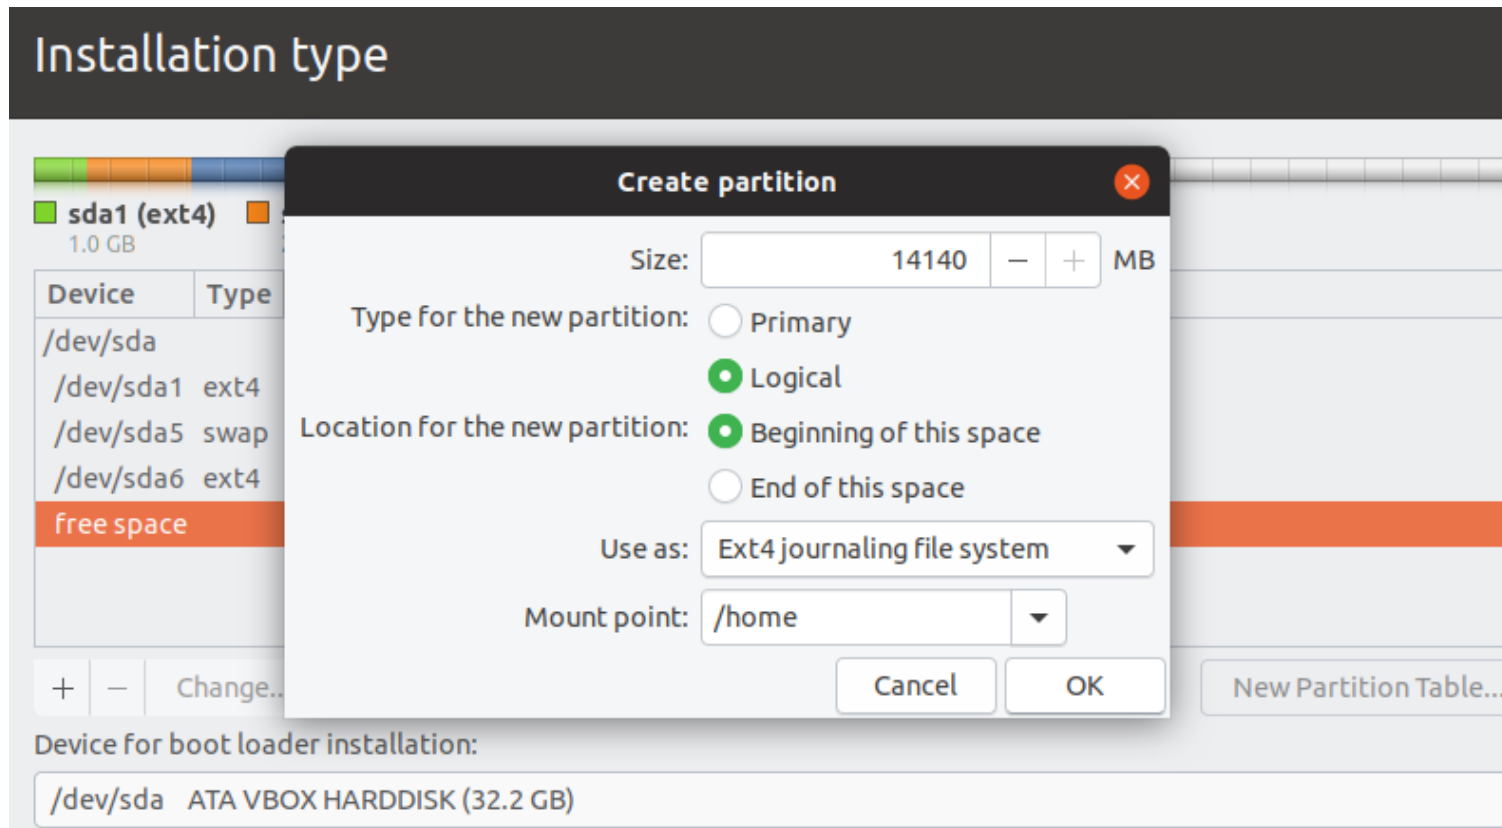 Installation type
Create partition
sda1 (ext4)
1.0 GB
Size: 14140 MB
Device Type
Type for the new partition: Primary
/dev/sda
Logical
/dev/sda1 ext4
/dev/sda5 swap
Location for the new partition: Beginning of this space
/dev/sda6 ext4
End of this space
free space
Use as: Ext4 journaling file system
Mount point: /home
Cancel OK
+ − Change.. New Partition Table...
Device for boot loader installation:
/dev/sda ATA VBOX HARDDISK (32.2 GB)